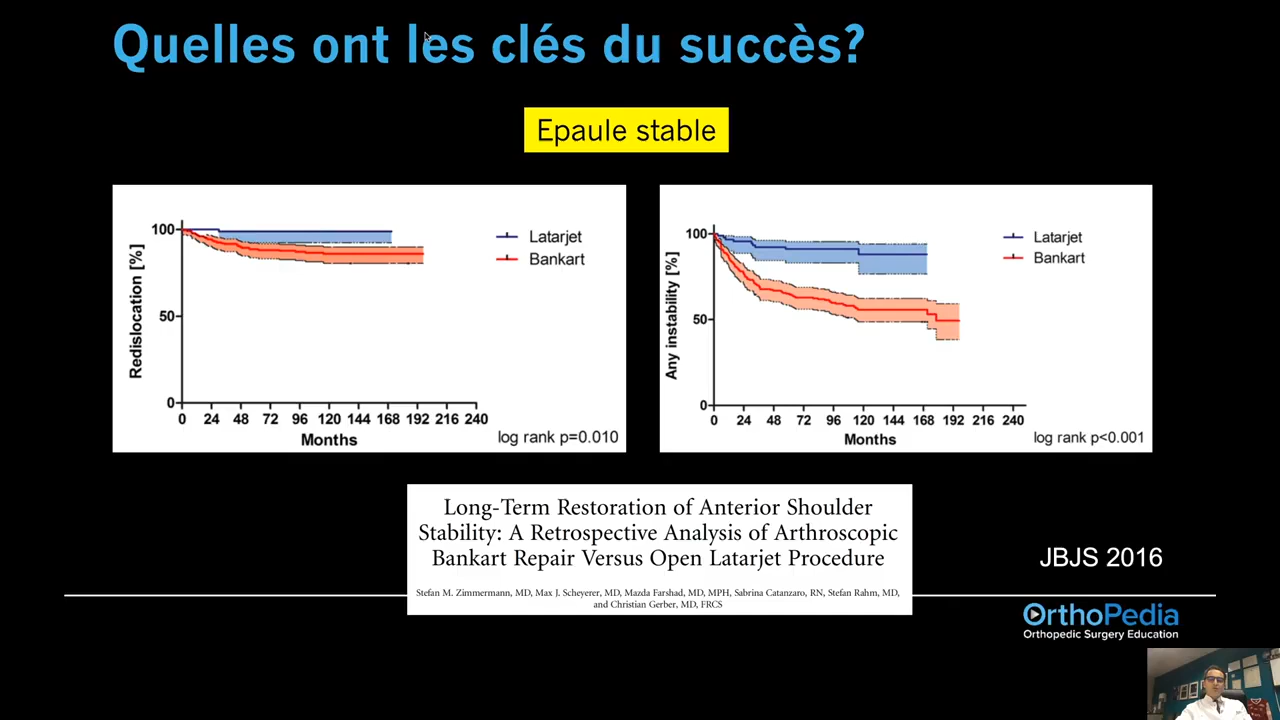 Quelles ont les clés du succès?
Epaule stable
Redislocation [%]
100
50
0
0 24 48 72 96 120 144 168 192 216 240
Months
Latarjet
Bankart
log rank p=0.010
Any instability [%]
100
50
0
0 24 48 72 96 120 144 168 192 216 240
Months
Latarjet
Bankart
log rank p<0.001
Long-Term Restoration of Anterior Shoulder
Stability: A Retrospective Analysis of Arthroscopic
Bankart Repair Versus Open Latarjet Procedure
Stefan M. Zimmermann, MD, Max J. Scheyerer, MD, Mazda Farshad, MD, MPH, Sabrina Catanzaro, RN, Stefan Rahm, MD,
and Christian Gerber, MD, FRCS
JBJS 2016
OrthoPedia
Orthopedic Surgery Education